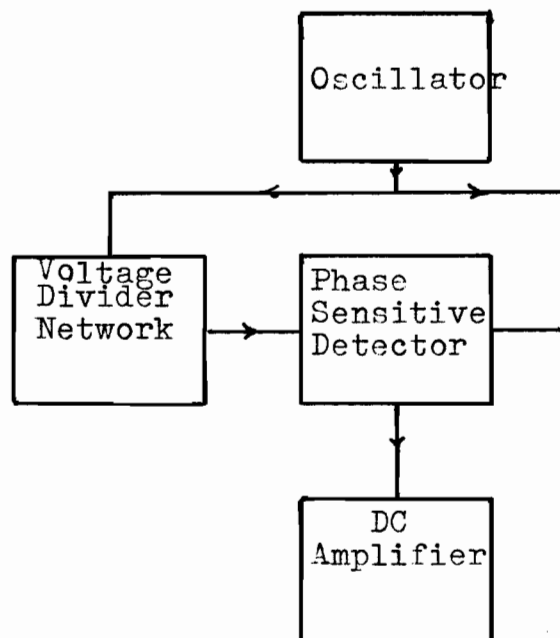 Oscillator
Voltage
Divider
Network
Phase
Sensitive
Detector
DC
Amplifier